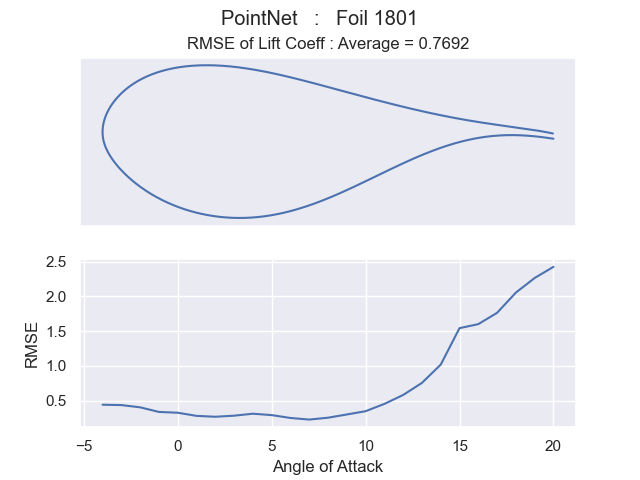 PointNet : Foil 1801
RMSE of Lift Coeff : Average = 0.7692
2.5
2.0
1.5
1.0
0.5
RMSE
−5 0 5 10 15 20
Angle of Attack